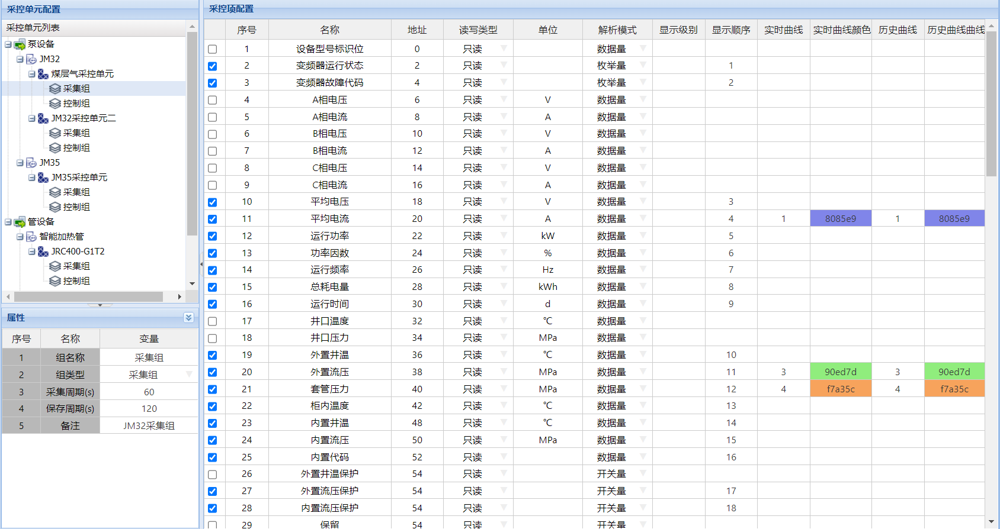 采控单元配置
采控单元列表
泵设备
JM32
煤层气采控单元
采集组
控制组
JM32采控单元二
采集组
控制组
JM35
JM35采控单元
采集组
控制组
管设备
智能加热管
JRC400-G1T2
采集组
控制组
属性
序号 名称 变量
1 组名称 采集组
2 组类型 采集组
3 采集周期(s) 60
4 保存周期(s) 120
5 备注 JM32采集组
采控项配置
序号 名称 地址 读写类型 单位 解析模式 显示级别 显示顺序 实时曲线 实时曲线颜色 历史曲线 历史曲线曲线
1 设备型号标识位 0 只读 数据量
2 变频器运行状态 2 只读 枚举量 1
3 变频器故障代码 4 只读 枚举量 2
4 A相电压 6 只读 V 数据量
5 A相电流 8 只读 A 数据量
6 B相电压 10 只读 V 数据量
7 B相电流 12 只读 A 数据量
8 C相电压 14 只读 V 数据量
9 C相电流 16 只读 A 数据量
10 平均电压 18 只读 V 数据量 3
11 平均电流 20 只读 A 数据量 4 1 8085e9 1 8085e9
12 运行功率 22 只读 kW 数据量 5
13 功率因数 24 只读 % 数据量 6
14 运行频率 26 只读 Hz 数据量 7
15 总耗电量 28 只读 kWh 数据量 8
16 运行时间 30 只读 d 数据量 9
17 井口温度 32 只读 ℃ 数据量
18 井口压力 34 只读 MPa 数据量
19 外置井温 36 只读 ℃ 数据量 10
20 外置流压 38 只读 MPa 数据量 11 3 90ed7d 3 90ed7d
21 套管压力 40 只读 MPa 数据量 12 4 f7a35c 4 f7a35c
22 柜内温度 42 只读 ℃ 数据量 13
23 内置井温 48 只读 ℃ 数据量 14
24 内置流压 50 只读 MPa 数据量 15
25 内置代码 52 只读 数据量 16
26 外置井温保护 54 只读 开关量
27 外置流压保护 54 只读 开关量 17
28 内置流压保护 54 只读 开关量 18
29 保留 54 只读 开关量